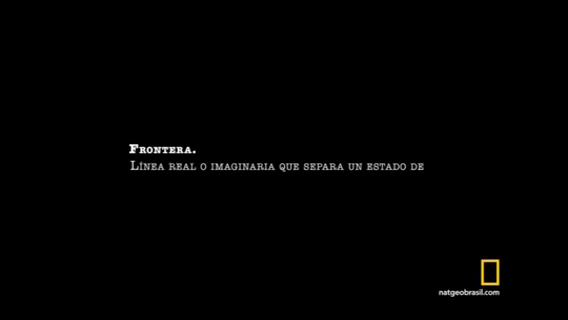 Frontera.
Línea real o imaginaria que separa un estado de
natgeobrasil.com